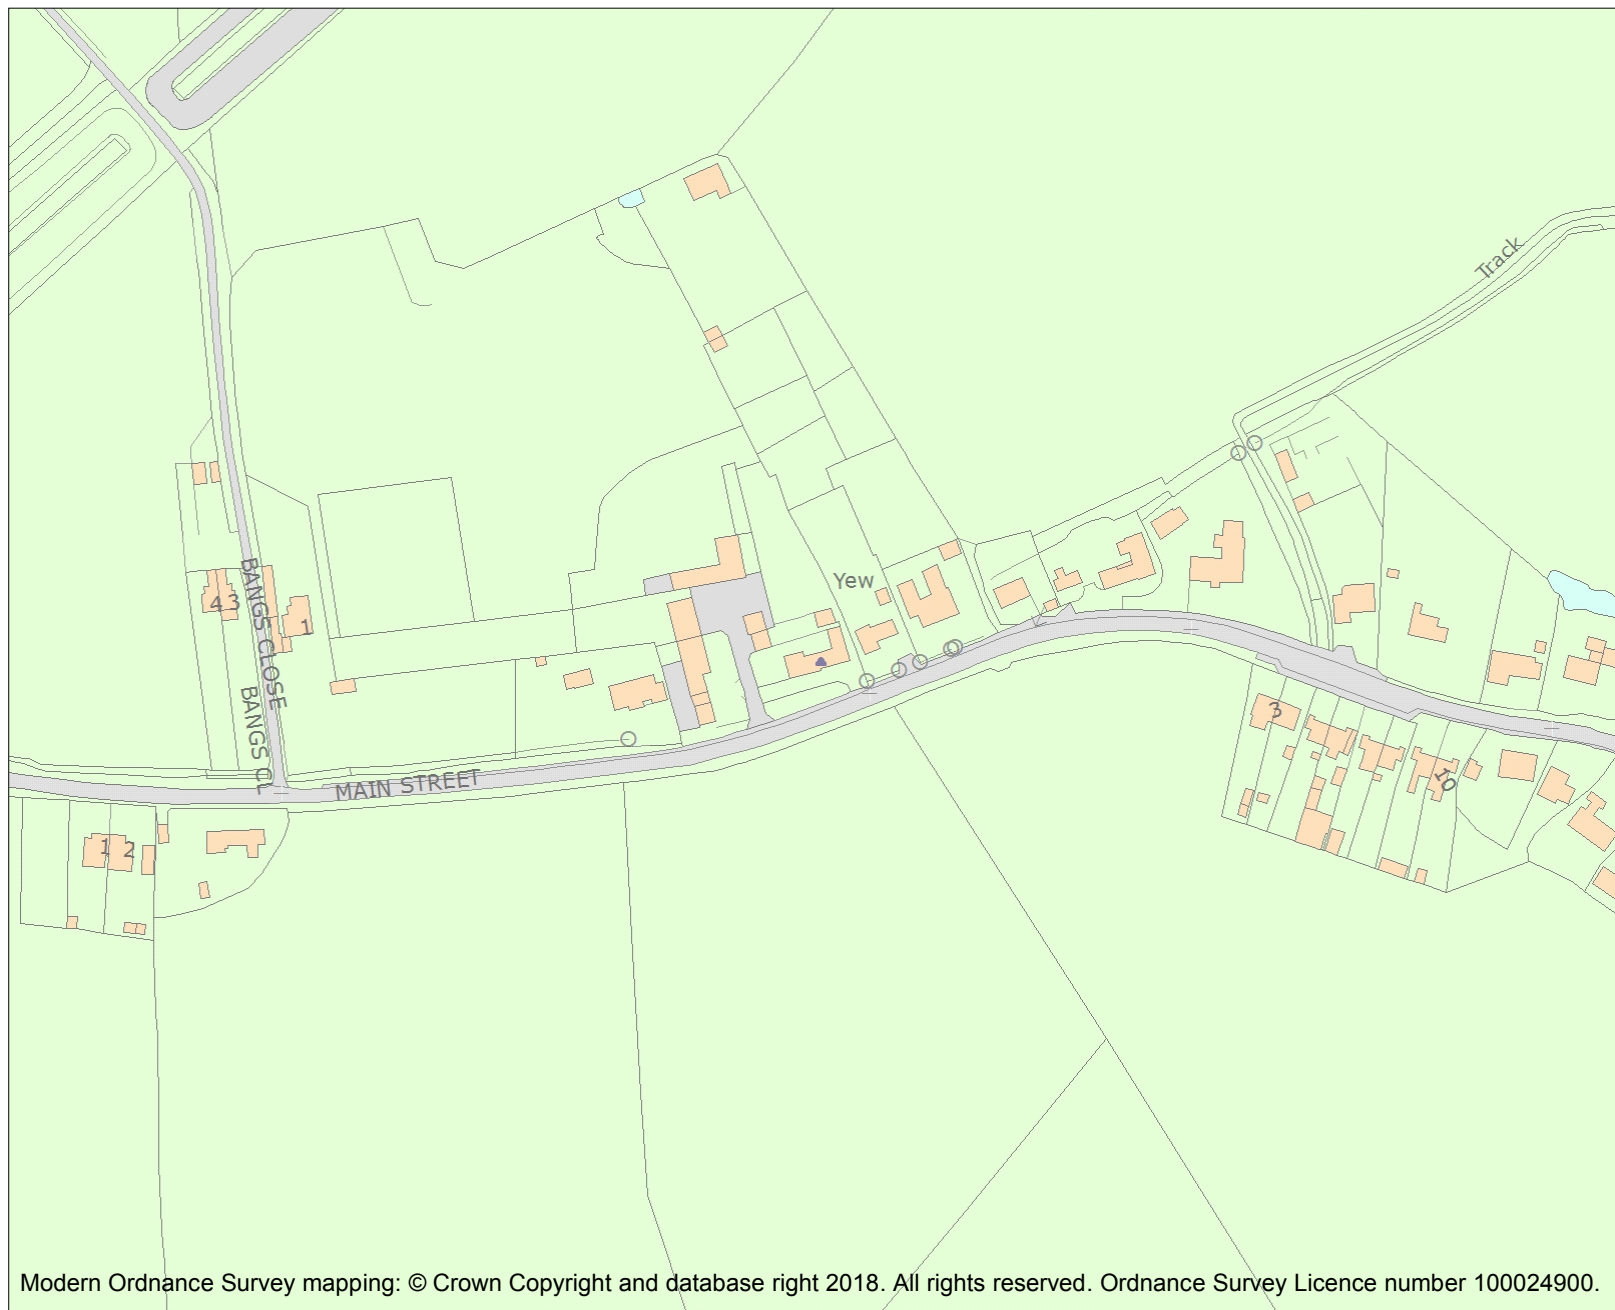 Track
Yew
BANGS CLOSE
4 3
1
BANGS CL
3
MAIN STREET
10
1 2
Modern Ordnance Survey mapping: © Crown Copyright and database right 2018. All rights reserved. Ordnance Survey Licence number 100024900.